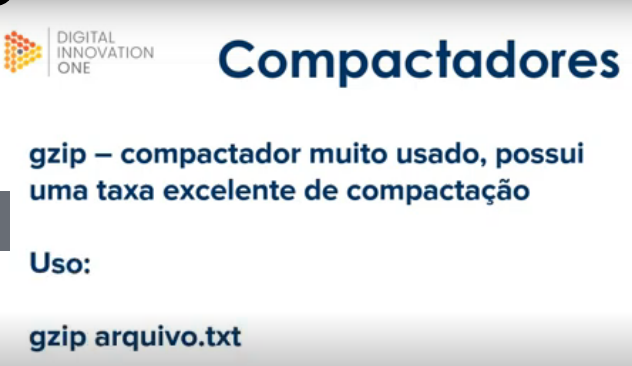 DIGITAL
INNOVATION
ONE
Compactadores
gzip – compactador muito usado, possui
uma taxa excelente de compactação
Uso:
gzip arquivo.txt